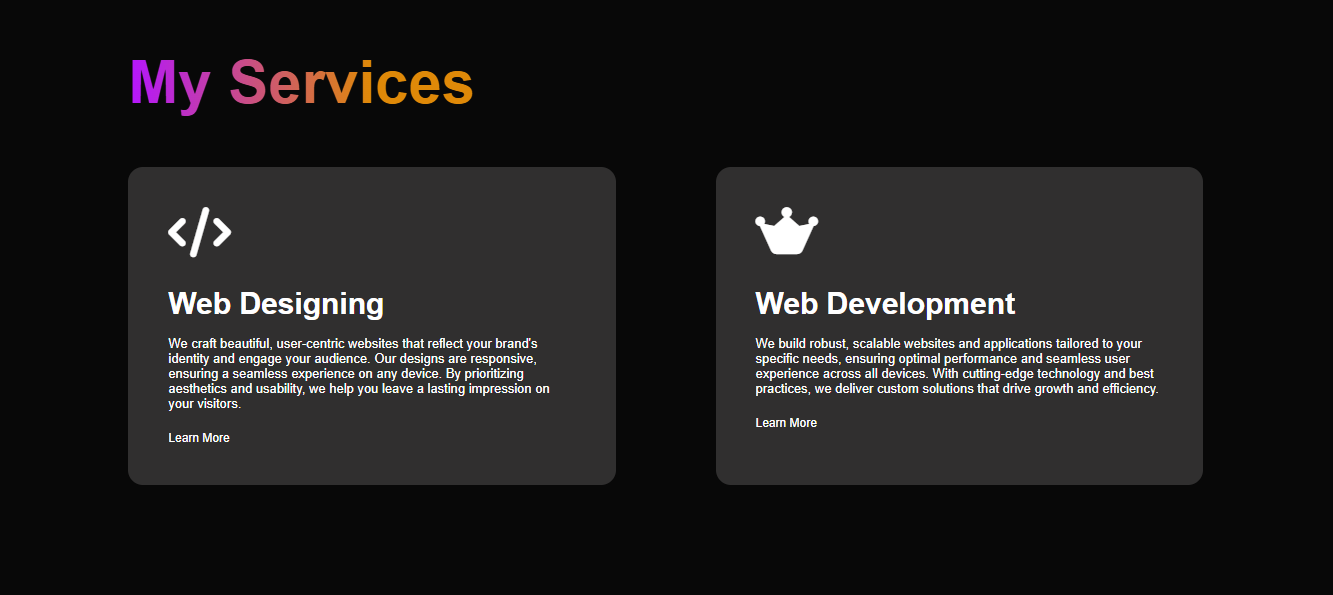 My Services
Web Designing
We craft beautiful, user-centric websites that reflect your brand's
identity and engage your audience. Our designs are responsive,
ensuring a seamless experience on any device. By prioritizing
aesthetics and usability, we help you leave a lasting impression on
your visitors.
Learn More
Web Development
We build robust, scalable websites and applications tailored to your
specific needs, ensuring optimal performance and seamless user
experience across all devices. With cutting-edge technology and best
practices, we deliver custom solutions that drive growth and efficiency.
Learn More